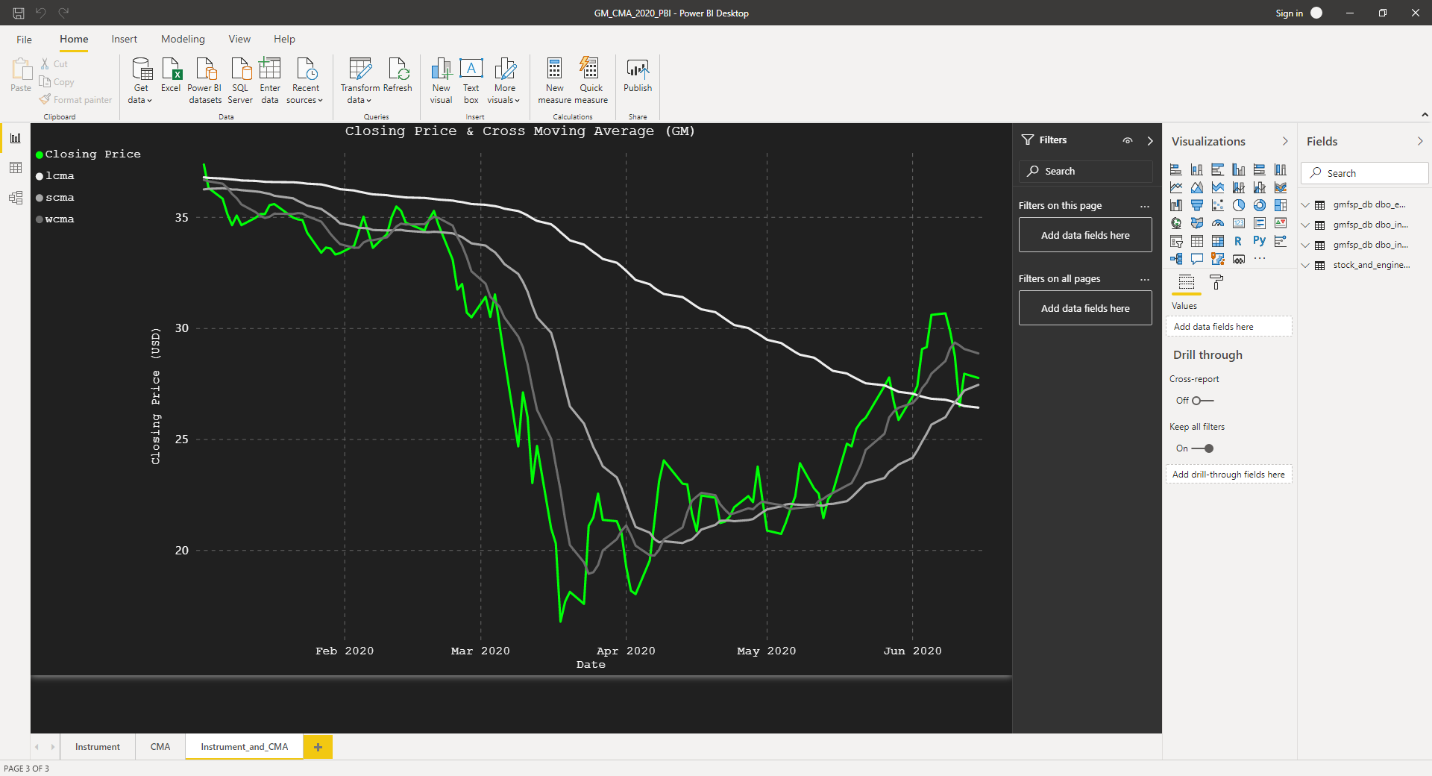 GM_CMA_2020_PBI - Power BI Desktop
Sign in
File
Home
Insert
Modeling
View
Help
Paste
Cut
Copy
Format painter
Clipboard
Get
data
Excel
Power BI
datasets
SQL
Server
Enter
data
Recent
sources
Data
Transform
data
Refresh
Queries
New
visual
Text
box
More
visuals
Insert
New
measure
Quick
measure
Calculations
Publish
Share
Closing Price & Cross Moving Average (GM)
Closing Price
lcma
scma
wcma
Closing Price (USD)
35
30
25
20
Feb 2020
Mar 2020
Apr 2020
May 2020
Jun 2020
Date
Filters
Search
Filters on this page
...
Add data fields here
Filters on all pages
...
Add data fields here
Visualizations
R
Py
...
Values
Add data fields here
Drill through
Cross-report
Off
Keep all filters
On
Add drill-through fields here
Fields
Search
gmfsp_db dbo_e...
gmfsp_db dbo_in...
gmfsp_db dbo_in...
stock_and_engine...
Instrument
CMA
Instrument_and_CMA
+
PAGE 3 OF 3